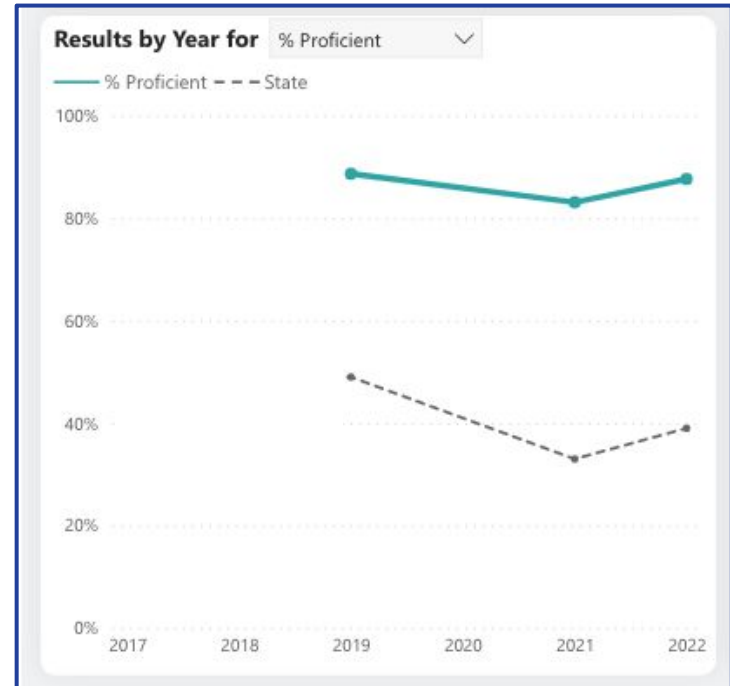 Results by Year for % Proficient
% Proficient State
100%
80%
60%
40%
20%
0%
2017 2018 2019 2020 2021 2022